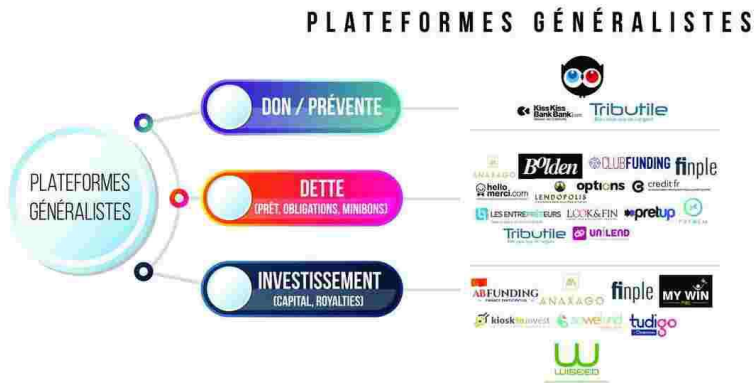 PLATEFORMES GÉNÉRALISTES
PLATEFORMES
GÉNÉRALISTES
DON / PRÉVENTE
KissKiss
BankBank.com
Tributile
DETTE
(PRÊT, OBLIGATIONS, MINIBONS)
ANAXAGO
Bolden
CLUBFUNDING
finple
hello
merci.com
LENDOPOLIS
options
credit.fr
LES ENTREPRÊTEURS
LOOK&FIN
pretup
Tributile
UNILEND
INVESTISSEMENT
(CAPITAL, ROYALTIES)
ABFUNDING
ANAXAGO
finple
MY WIN
kiosktoinvest
sowefund
tudigo
WISEED